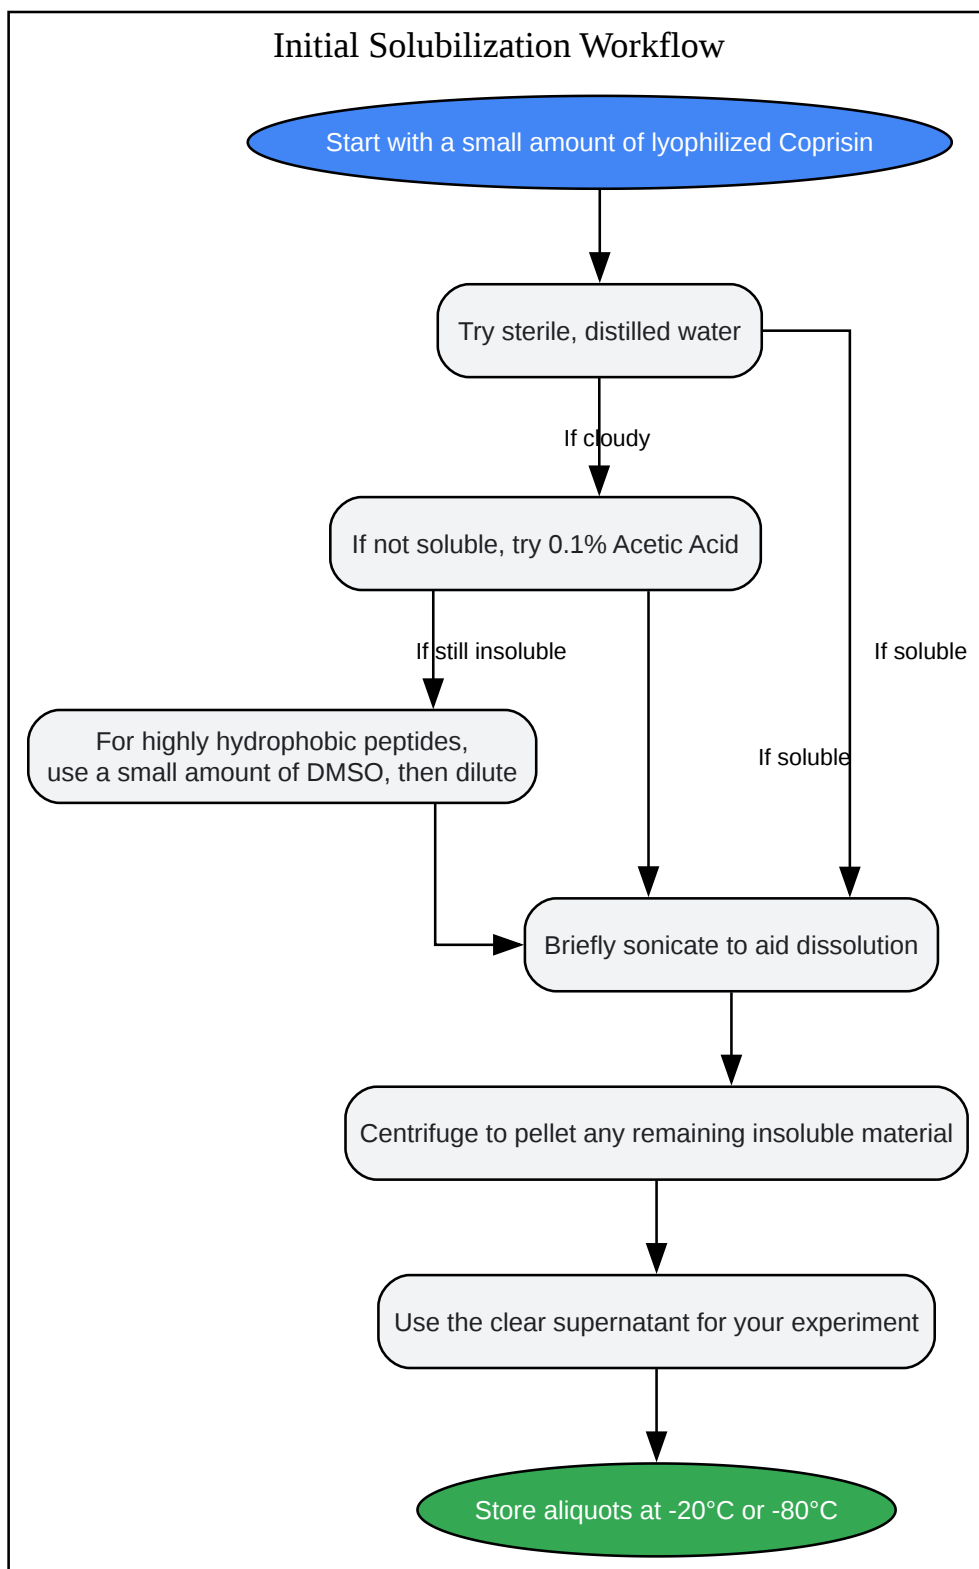 Initial Solubilization Workflow
Start with a small amount of lyophilized Coprisin
Try sterile, distilled water
If cloudy
If not soluble, try 0.1% Acetic Acid
If still insoluble
If soluble
For highly hydrophobic peptides,
use a small amount of DMSO, then dilute
If soluble
Briefly sonicate to aid dissolution
Centrifuge to pellet any remaining insoluble material
Use the clear supernatant for your experiment
Store aliquots at -20°C or -80°C